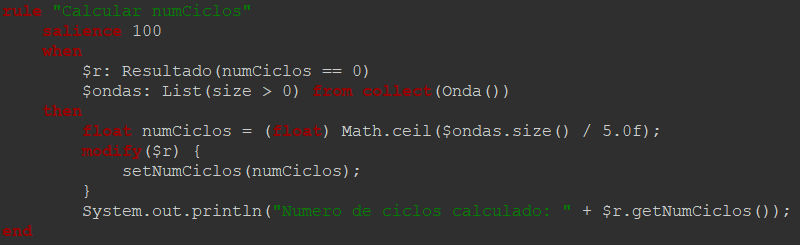 rule "Calcular numCiclos"
    salience 100
    when
        $r: Resultado(numCiclos == 0)
        $ondas: List(size > 0) from collect(Onda())
    then
        float numCiclos = (float) Math.ceil($ondas.size() / 5.0f);
        modify($r) {
            setNumCiclos(numCiclos);
        }
        System.out.println("Numero de ciclos calculado: " + $r.getNumCiclos());
end